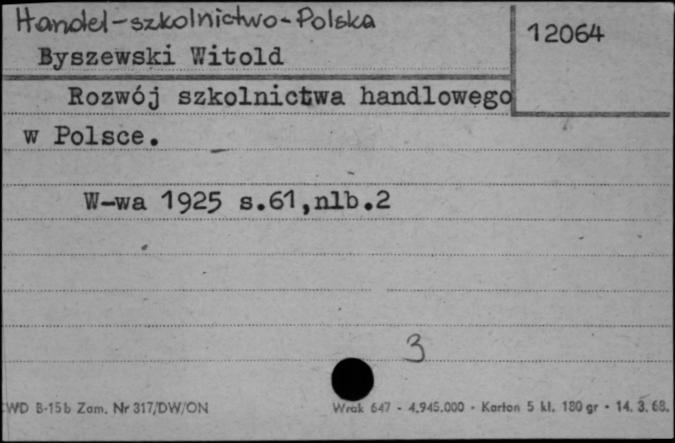 Handel-szkolnictwo-Polska
12064
Byszewski Witold
Rozwój szkolnictwa handlowego
w Polsce.
W-wa 1925 s.61,nlb.2
3
WD B-15b Zam. Nr 317/DW/ON
Wrak 647 - 4.945.000 - Karton 5 kl. 180 gr - 14. 3. 68.